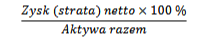 Zysk (strata) netto × 100 %
Aktywa razem